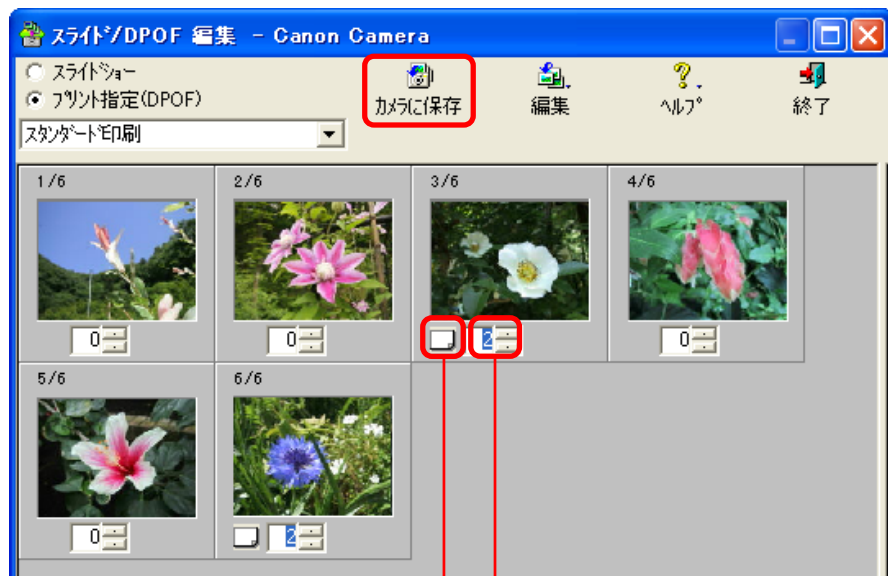 スライド/DPOF 編集 - Canon Camera
スライドショー
プリント指定(DPOF)
カメラに保存
編集
ヘルプ
終了
スタンダード印刷
1/6
2/6
3/6
4/6
0
0
2
0
5/6
6/6
0
2